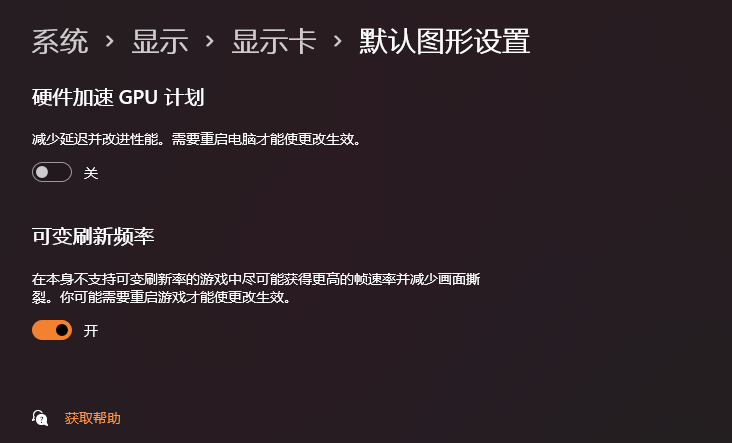 系统 › 显示 › 显示卡 › 默认图形设置
硬件加速 GPU 计划
减少延迟并改进性能。需要重启电脑才能使更改生效。
关
可变刷新频率
在本身不支持可变刷新率的游戏中尽可能获得更高的帧速率并减少画面撕
裂。你可能需要重启游戏才能使更改生效。
开
获取帮助